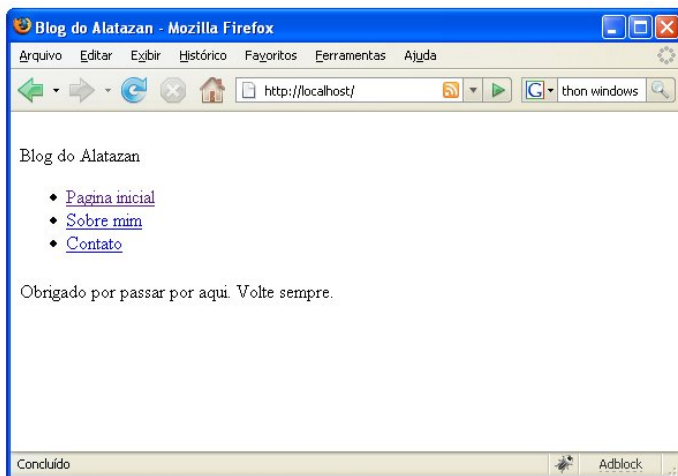 Blog do Alatazan - Mozilla Firefox
Arquivo Editar Exibir Histórico Favoritos Ferramentas Ajuda
http://localhost/ G thon windows
Blog do Alatazan
Pagina inicial
Sobre mim
Contato
Obrigado por passar por aqui. Volte sempre.
Concluído Adblock